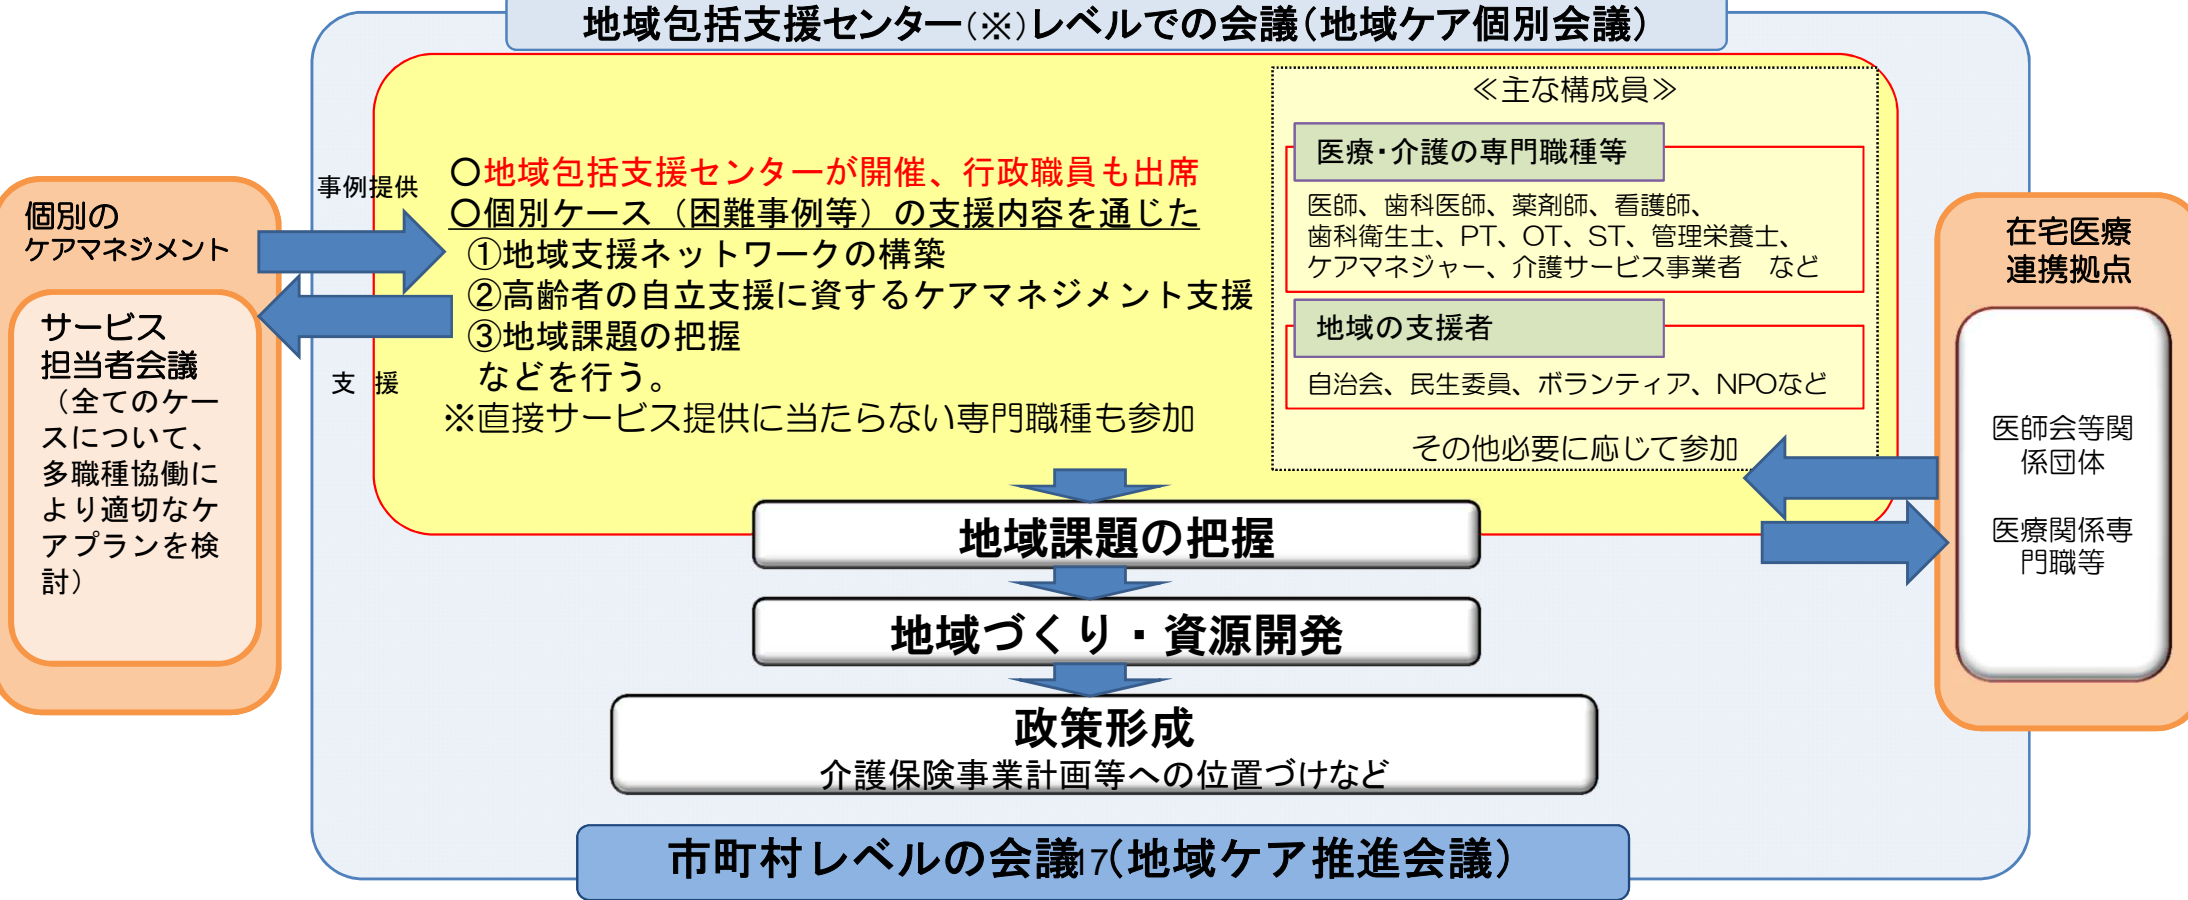 地域包括支援センター(※)レベルでの会議(地域ケア個別会議)
個別の
ケアマネジメント
サービス
担当者会議
（全てのケー
スについて、
多職種協働に
より適切なケ
アプランを検
討）
事例提供
支 援
〇地域包括支援センターが開催、行政職員も出席
〇個別ケース（困難事例等）の支援内容を通じた
①地域支援ネットワークの構築
②高齢者の自立支援に資するケアマネジメント支援
③地域課題の把握
などを行う。
※直接サービス提供に当たらない専門職種も参加
≪主な構成員≫
医療・介護の専門職種等
医師、歯科医師、薬剤師、看護師、
歯科衛生士、PT、OT、ST、管理栄養士、
ケアマネジャー、介護サービス事業者　など
地域の支援者
自治会、民生委員、ボランティア、NPOなど
その他必要に応じて参加
在宅医療
連携拠点
医師会等関
係団体
医療関係専
門職等
地域課題の把握
地域づくり・資源開発
政策形成
介護保険事業計画等への位置づけなど
市町村レベルの会議(地域ケア推進会議)
17